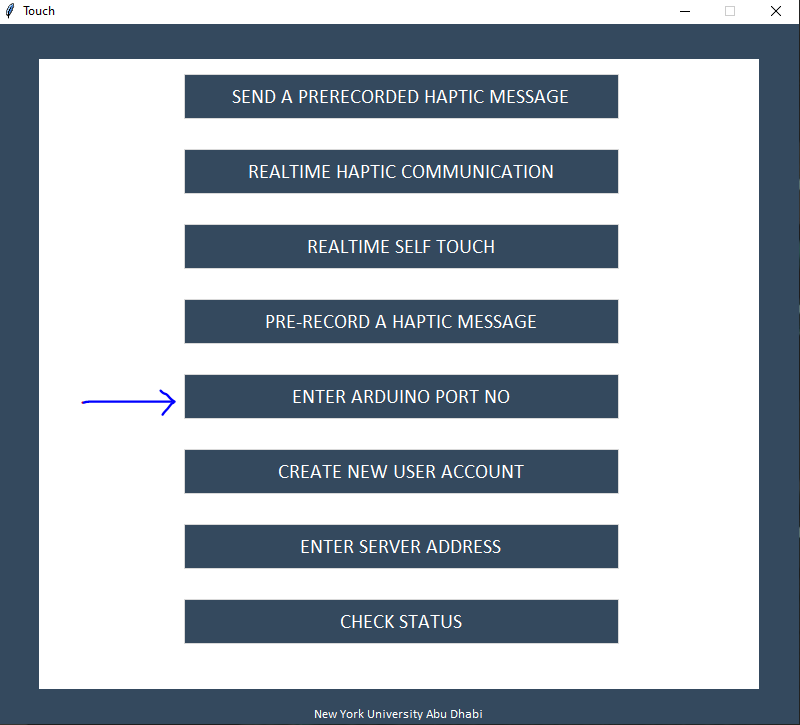 Touch
SEND A PRERECORDED HAPTIC MESSAGE
REALTIME HAPTIC COMMUNICATION
REALTIME SELF TOUCH
PRE-RECORD A HAPTIC MESSAGE
ENTER ARDUINO PORT NO
CREATE NEW USER ACCOUNT
ENTER SERVER ADDRESS
CHECK STATUS
New York University Abu Dhabi